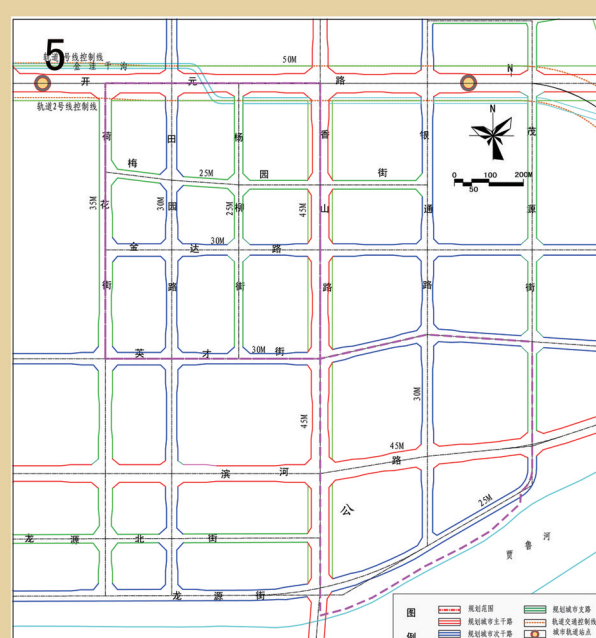 5
轨道2号线控制线
金洼干沟
50M
开元路
轨道2号线控制线
N
N
0 100 200M
50
荷花街
田园路
杨柳街
香山路
银通路
茂源街
梅园街
25M
35M
30M
25M
45M
30M
金达路
英才街
30M
45M
30M
45M
滨河路
公
25M
龙源北街
龙源街
贾鲁河
图例
规划范围
规划城市主干路
规划城市次干路
规划城市支路
轨道交通控制线
城市轨道站点